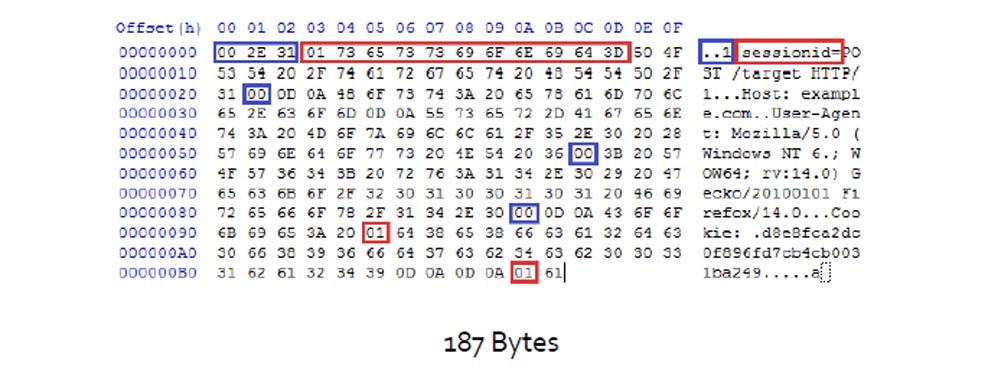 Offset(h) 00 01 02 03 04 05 06 07 08 09 0A 0B 0C 0D 0E 0F
00000000 00 2E 31 01 73 65 73 73 69 6F 6E 69 64 3D 50 4F ..1 sessionid=PO
00000010 53 54 20 2F 74 61 72 67 65 74 20 48 54 54 50 2F ST /target HTTP/
00000020 31 00 0D 0A 48 6F 73 74 3A 20 65 78 61 6D 70 6C 1...Host: exampl
00000030 65 2E 63 6F 6D 0D 0A 55 73 65 72 2D 41 67 65 6E e.com..User-Agen
00000040 74 3A 20 4D 6F 7A 69 6C 6C 61 2F 35 2E 30 20 28 t: Mozilla/5.0 (
00000050 57 69 6E 64 6F 77 73 20 4E 54 20 36 00 3B 20 57 Windows NT 6.; W
00000060 4F 57 36 34 3B 20 72 76 3A 31 34 2E 30 29 20 47 OW64; rv:14.0) G
00000070 65 63 6B 6F 2F 32 30 31 30 30 31 30 31 20 46 69 ecko/20100101 Fi
00000080 72 65 66 6F 78 2F 31 34 2E 30 00 0D 0A 43 6F 6F refox/14.0...Coo
00000090 6B 69 65 3A 20 01 64 38 65 38 66 63 61 32 64 63 kie: .d8e8fca2dc
000000A0 30 66 38 39 36 66 64 37 63 62 34 63 62 30 30 33 0f896fd7cb4cb003
000000B0 31 62 61 32 34 39 0D 0A 0D 0A 01 61 1ba249.....a
187 Bytes